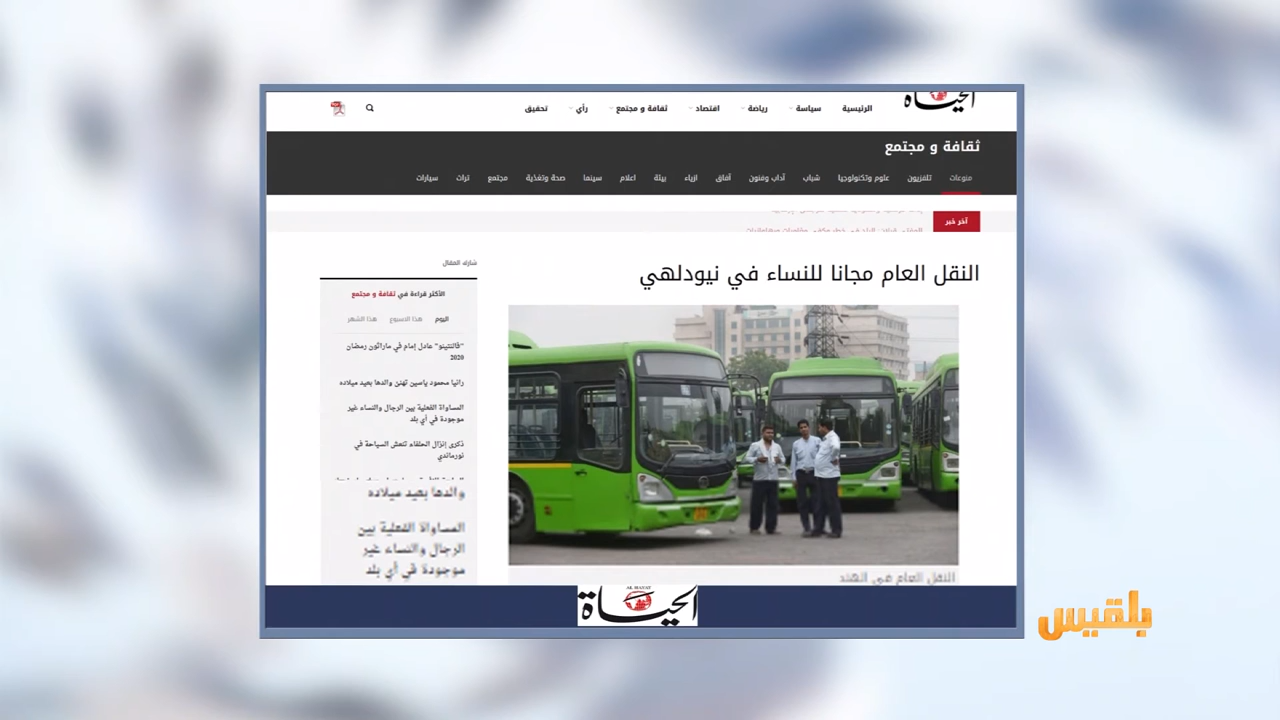 الحياة
الرئيسية سياسة رياضة اقتصاد ثقافة و مجتمع رأي تحقيق
ثقافة و مجتمع
منوعات تلفزيون علوم وتكنولوجيا شباب آداب وفنون آفاق ازياء بيئة اعلام سينما صحة وتغذية مجتمع تراث سيارات
آخر خبر
النقل العام مجانا للنساء في نيودلهي
النقل العام في الهند
شارك المقال
الأكثر قراءة في ثقافة و مجتمع
اليوم هذا الاسبوع هذا الشهر
"فالنتينو" عادل إمام في ماراثون رمضان
2020
رانيا محمود ياسين تهنئ والدها بعيد ميلاده
المساواة الفعلية بين الرجال والنساء غير
موجودة في أي بلد
ذكرى إنزال الحلفاء تنعش السياحة في
نورماندي
والدها بعيد ميلاده
المساواة الفعلية بين
الرجال والنساء غير
موجودة في أي بلد
AL HAYAT
الحياة
بلقيس